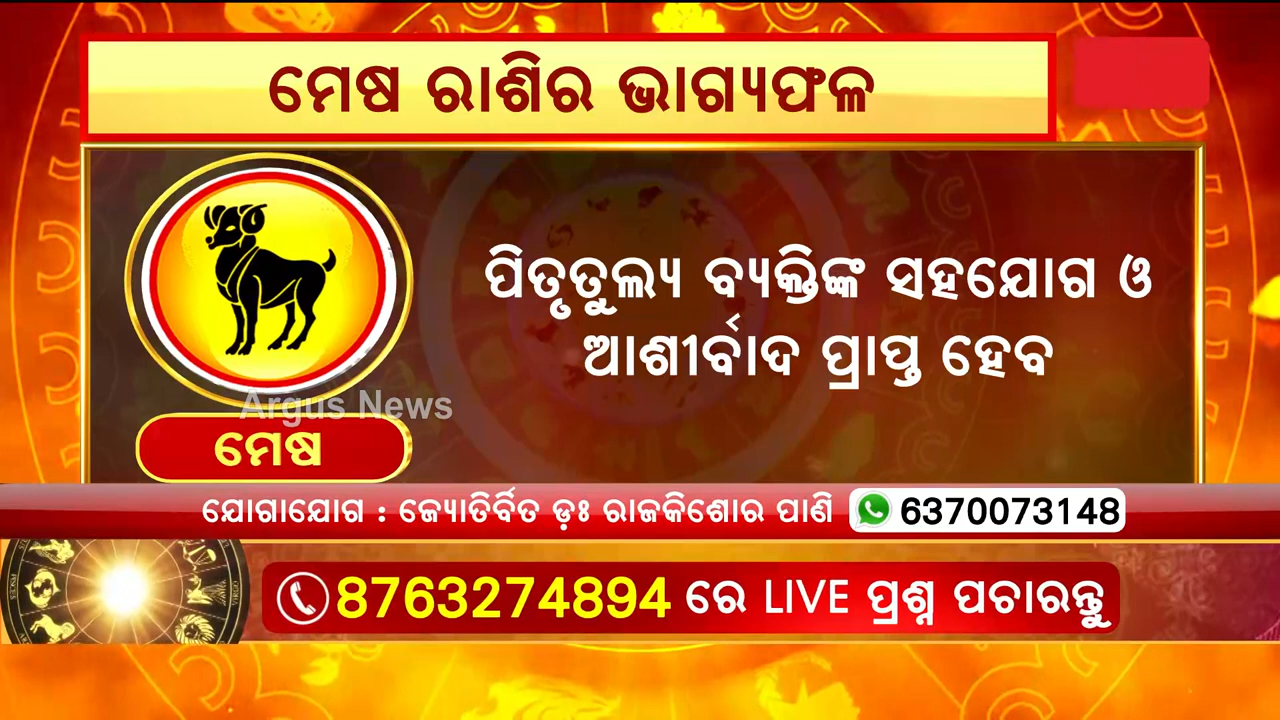 ମେଷ ରାଶିର ଭାଗ୍ୟଫଳ
ପିତୃତୁଲ୍ୟ ବ୍ୟକ୍ତିଙ୍କ ସହଯୋଗ ଓ
ଆଶୀର୍ବାଦ ପ୍ରାପ୍ତ ହେବ
Argus News
ମେଷ
ଯୋଗାଯୋଗ : ଜ୍ୟୋତିର୍ବିତ ଡ଼ଃ ରାଜକିଶୋର ପାଣି 6370073148
8763274894 ରେ LIVE ପ୍ରଶ୍ନ ପଚାରନ୍ତୁ